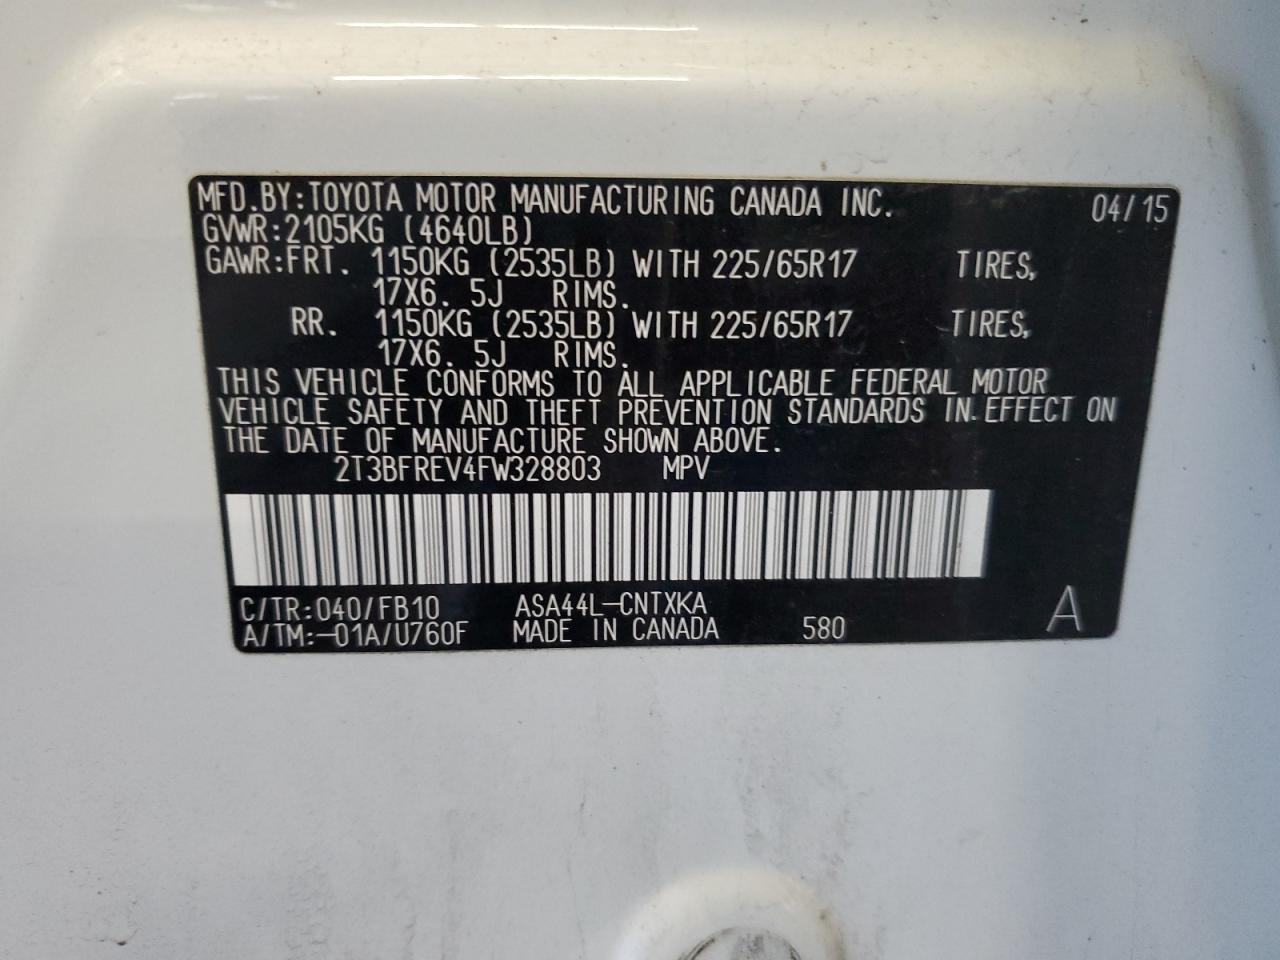 MFD.BY:TOYOTA MOTOR MANUFACTURING CANADA INC. 04/15
GVWR:2105KG (4640LB)
GAWR:FRT. 1150KG (2535LB) WITH 225/65R17 TIRES,
17X6. 5J RIMS.
RR. 1150KG (2535LB) WITH 225/65R17 TIRES,
17X6. 5J RIMS.
THIS VEHICLE CONFORMS TO ALL APPLICABLE FEDERAL MOTOR
VEHICLE SAFETY AND THEFT PREVENTION STANDARDS IN EFFECT ON
THE DATE OF MANUFACTURE SHOWN ABOVE.
2T3BFREV4FW328803 MPV
C/TR:040/FB10 ASA44L-CNTXKA A
A/TM:-01A/U760F MADE IN CANADA 580